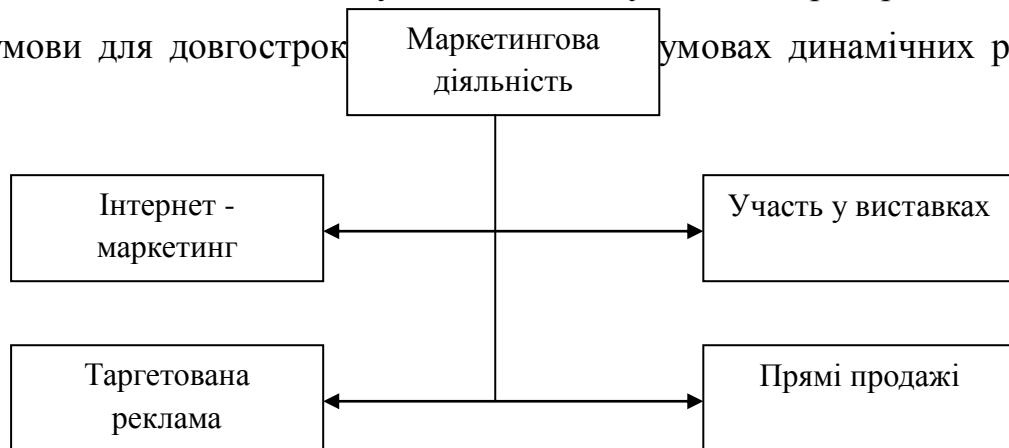 умови для довгострок
Маркетингова
діяльність
умовах динамічних р
Інтернет -
маркетинг
Участь у виставках
Таргетована
реклама
Прямі продажі